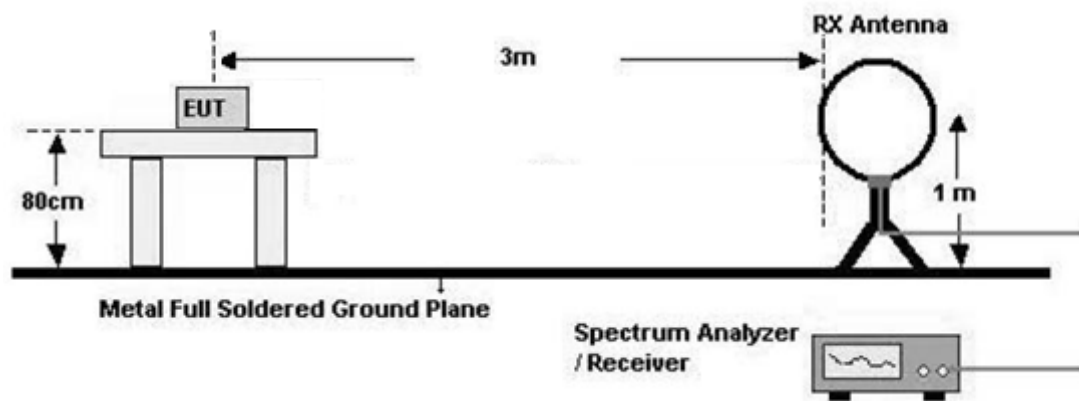 RX Antenna
3m
EUT
80cm
1 m
Metal Full Soldered Ground Plane
Spectrum Analyzer
/ Receiver